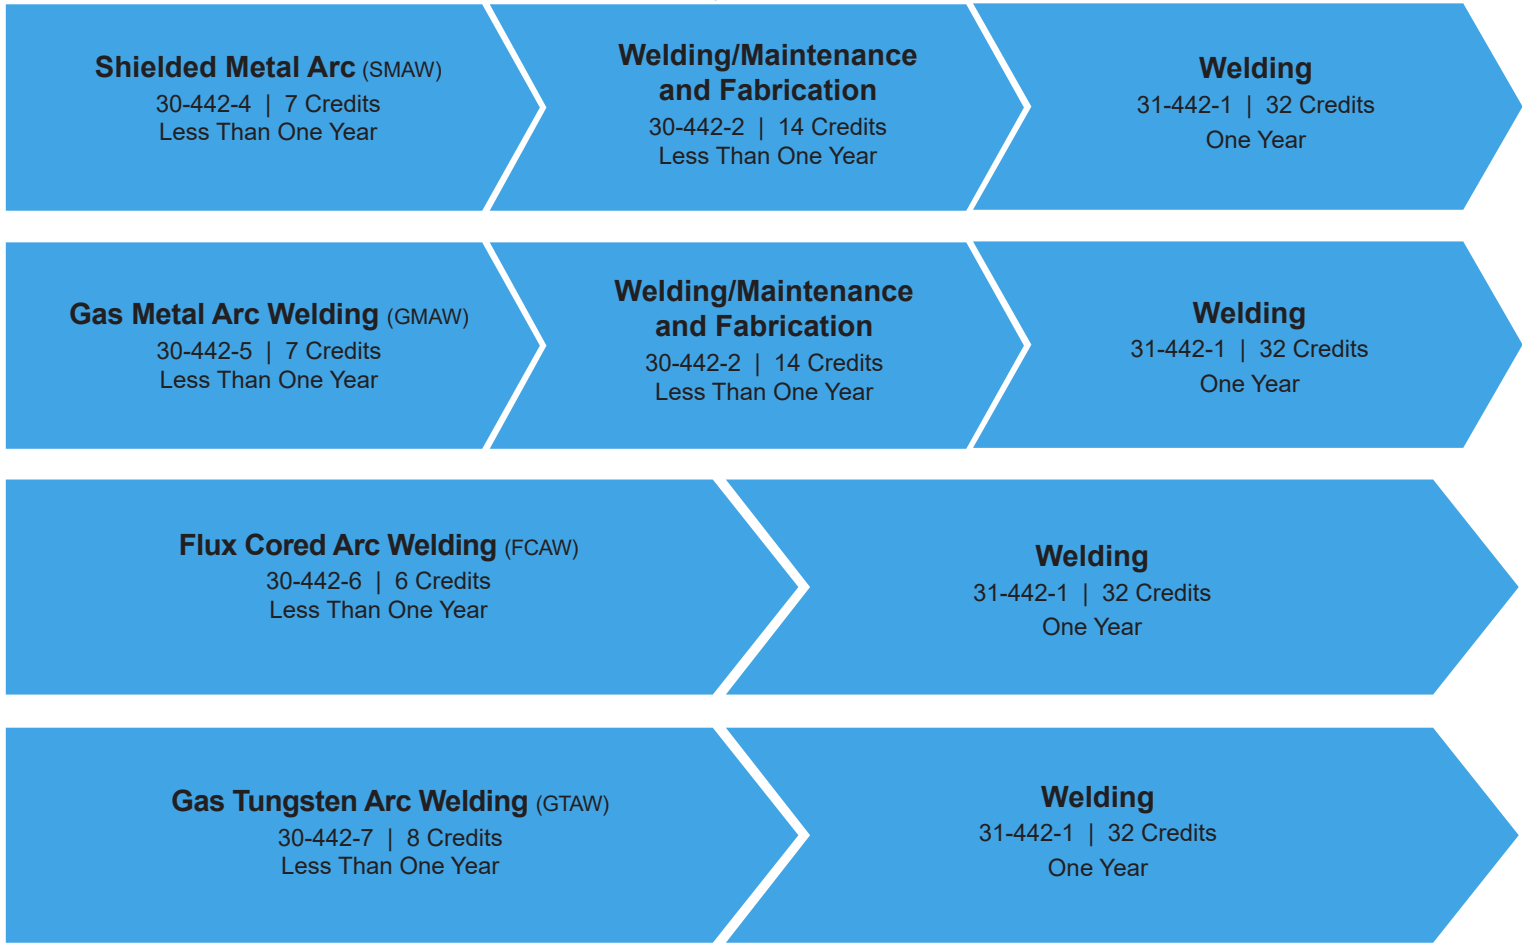 Shielded Metal Arc (SMAW)
30-442-4 | 7 Credits
Less Than One Year
Welding/Maintenance
and Fabrication
30-442-2 | 14 Credits
Less Than One Year
Welding
31-442-1 | 32 Credits
One Year
Gas Metal Arc Welding (GMAW)
30-442-5 | 7 Credits
Less Than One Year
Welding/Maintenance
and Fabrication
30-442-2 | 14 Credits
Less Than One Year
Welding
31-442-1 | 32 Credits
One Year
Flux Cored Arc Welding (FCAW)
30-442-6 | 6 Credits
Less Than One Year
Welding
31-442-1 | 32 Credits
One Year
Gas Tungsten Arc Welding (GTAW)
30-442-7 | 8 Credits
Less Than One Year
Welding
31-442-1 | 32 Credits
One Year